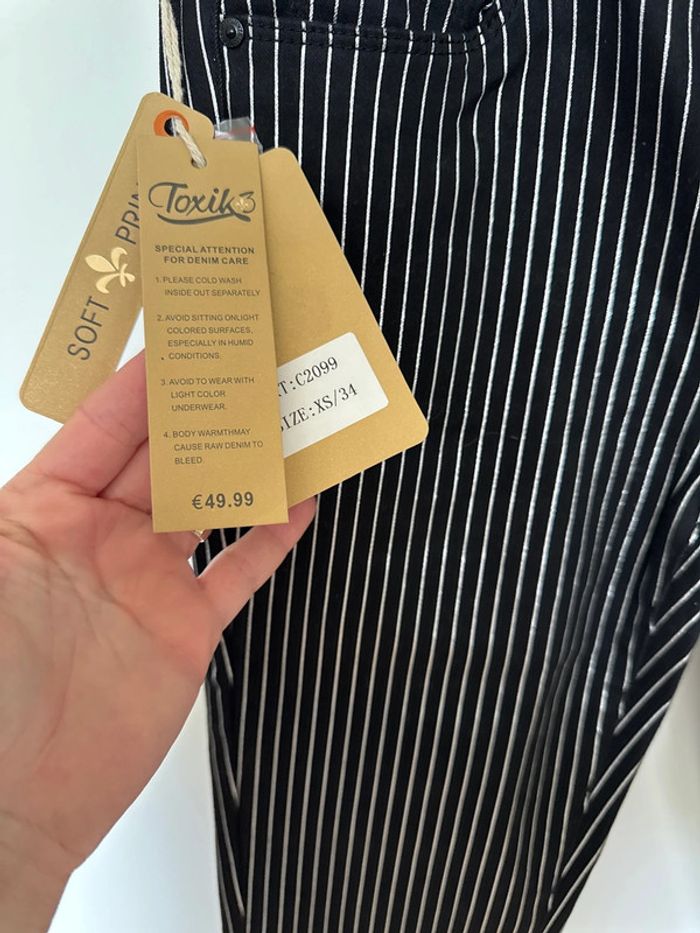 SOFT
Toxik3
SPECIAL ATTENTION
FOR DENIM CARE
1. PLEASE COLD WASH
INSIDE OUT SEPARATELY
2. AVOID SITTING ONLIGHT
COLORED SURFACES,
ESPECIALLY IN HUMID
CONDITIONS.
3. AVOID TO WEAR WITH
LIGHT COLOR
UNDERWEAR.
4. BODY WARMTHMAY
CAUSE RAW DENIM TO
BLEED.
€49.99
:C2099
SIZE:XS/34